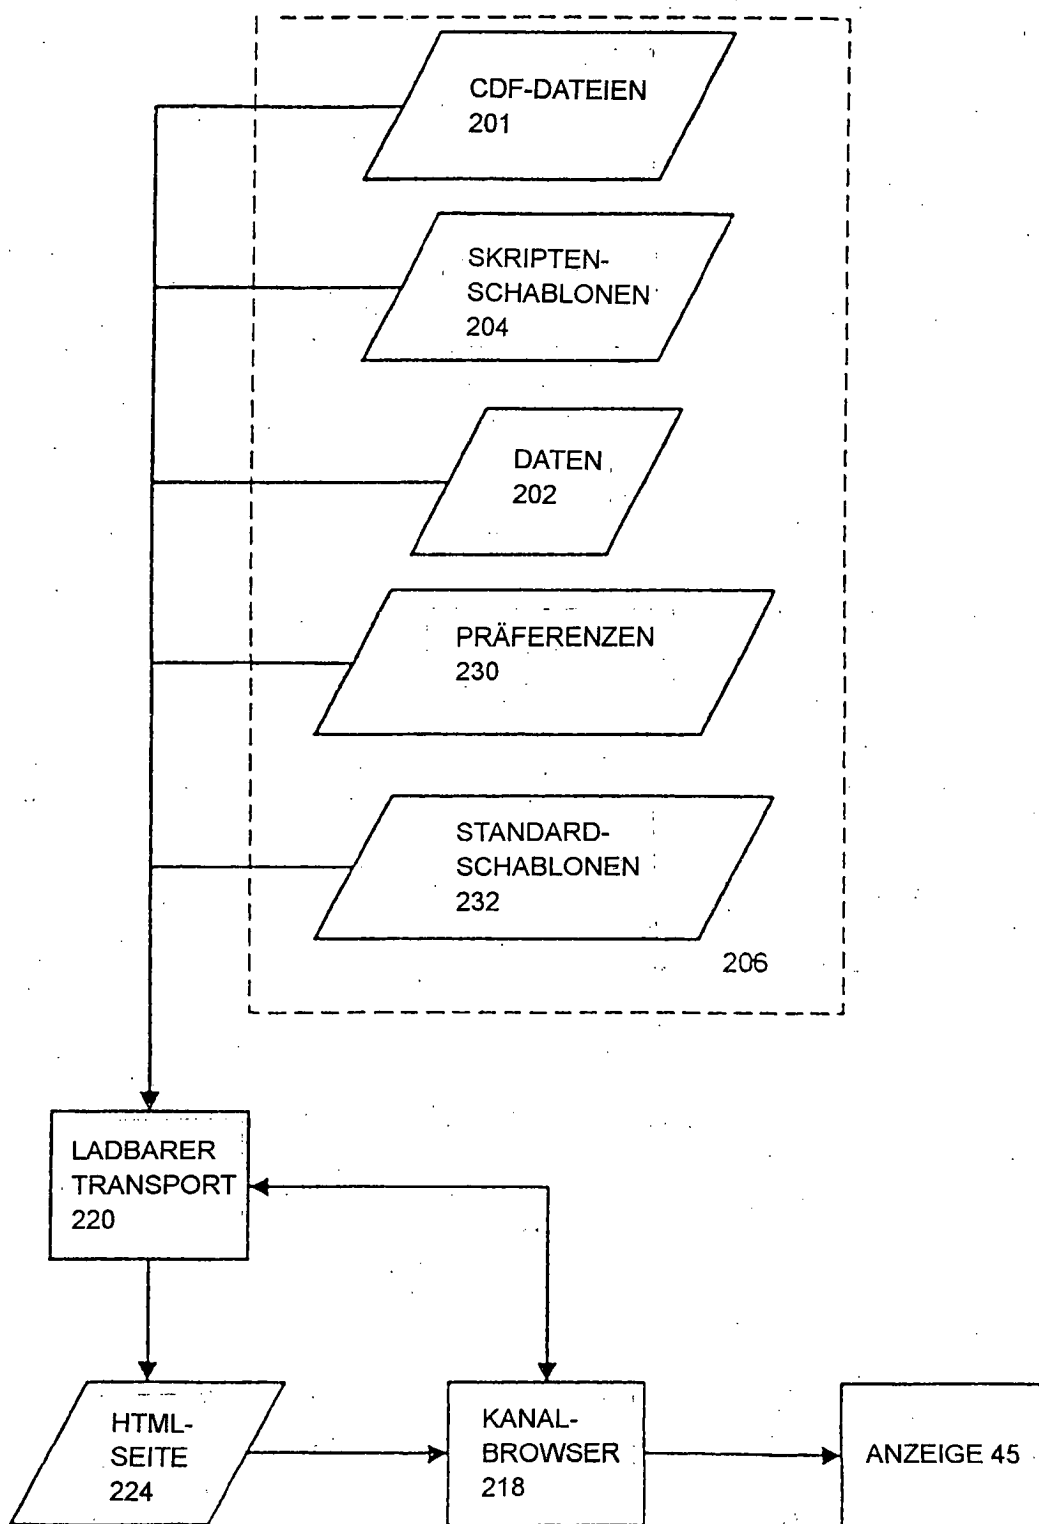 CDF-DATEIEN
201
SKRIPTEN-
SCHABLONEN
204
DATEN
202
PRÄFERENZEN
230
STANDARD-
SCHABLONEN
232
206
LADBARER
TRANSPORT
220
HTML-
SEITE
224
KANAL-
BROWSER
218
ANZEIGE 45